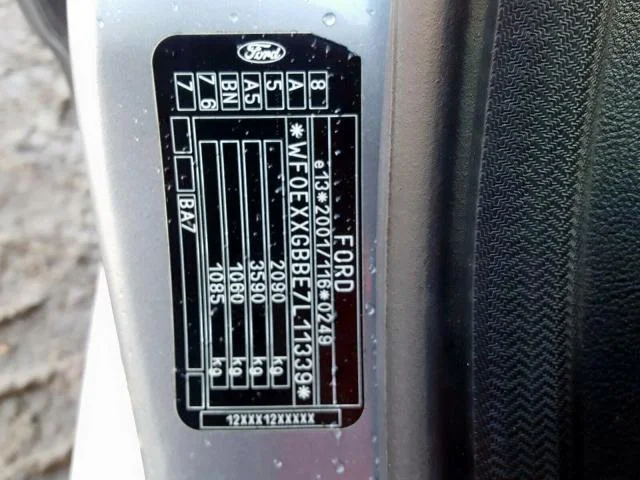 Ford
FORD
e13*2001/116*0249
*WF0EXXGBBE7L11339*
2090 kg
3590 kg
1060 kg
1085 kg
BA7
8
A
5
A5
BN
7 6
7
12XXX12XXXXX